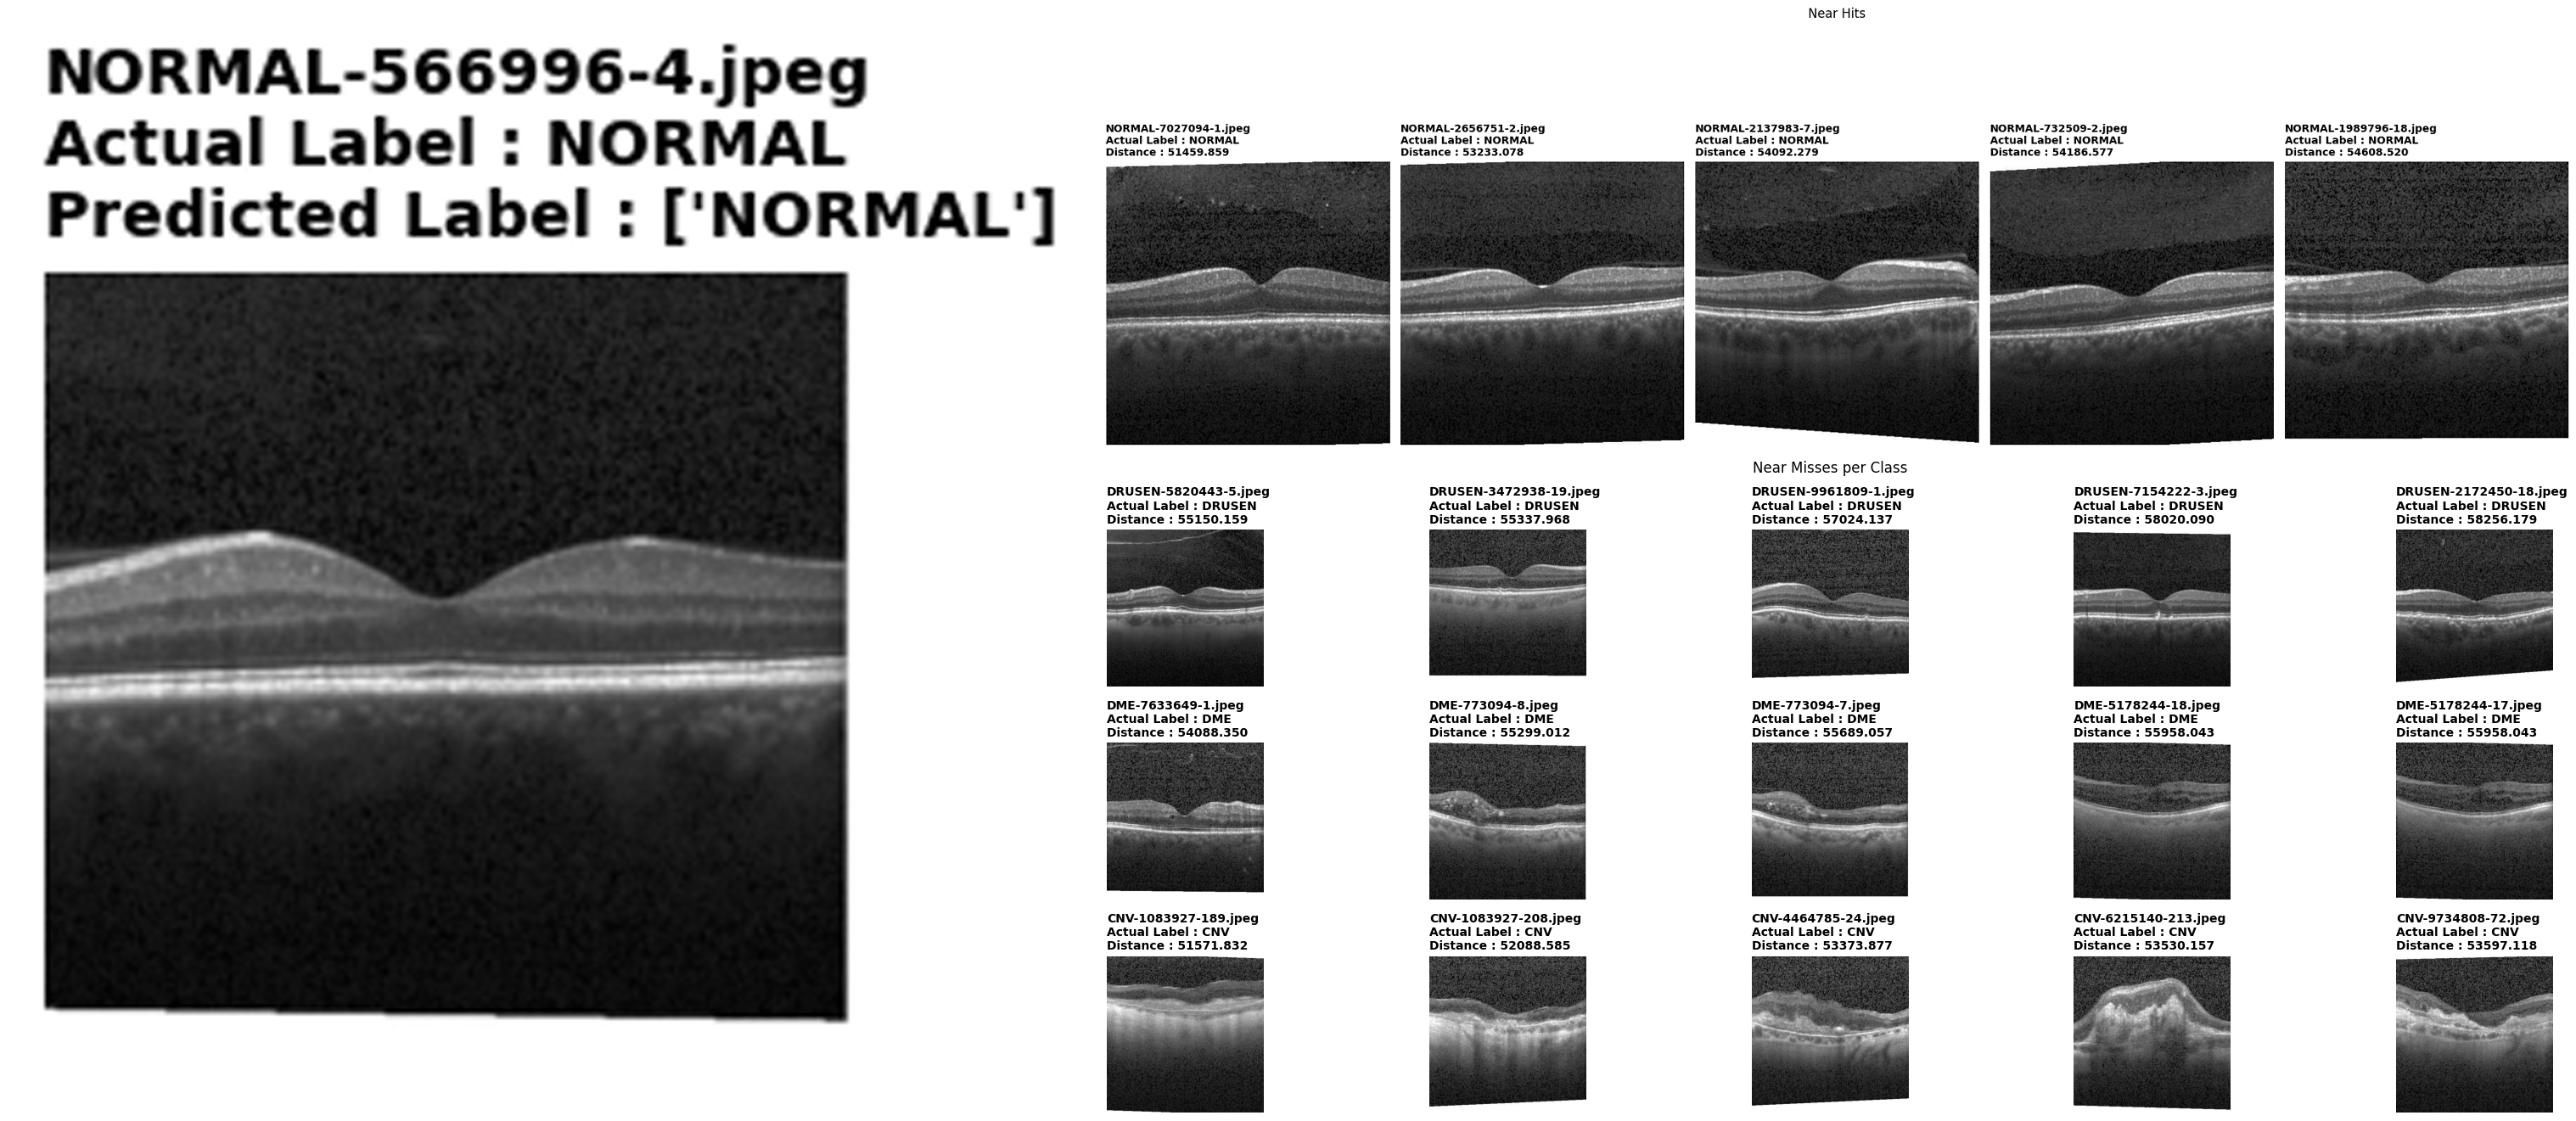 NORMAL-566996-4.jpeg
Actual Label : NORMAL
Predicted Label : ['NORMAL']
Near Hits
NORMAL-7027094-1.jpeg
Actual Label : NORMAL
Distance : 51459.859
NORMAL-2656751-2.jpeg
Actual Label : NORMAL
Distance : 53233.078
NORMAL-2137983-7.jpeg
Actual Label : NORMAL
Distance : 54092.279
NORMAL-732509-2.jpeg
Actual Label : NORMAL
Distance : 54186.577
NORMAL-1989796-18.jpeg
Actual Label : NORMAL
Distance : 54608.520
Near Misses per Class
DRUSEN-5820443-5.jpeg
Actual Label : DRUSEN
Distance : 55150.159
DRUSEN-3472938-19.jpeg
Actual Label : DRUSEN
Distance : 55337.968
DRUSEN-9961809-1.jpeg
Actual Label : DRUSEN
Distance : 57024.137
DRUSEN-7154222-3.jpeg
Actual Label : DRUSEN
Distance : 58020.090
DRUSEN-2172450-18.jpeg
Actual Label : DRUSEN
Distance : 58256.179
DME-7633649-1.jpeg
Actual Label : DME
Distance : 54088.350
DME-773094-8.jpeg
Actual Label : DME
Distance : 55299.012
DME-773094-7.jpeg
Actual Label : DME
Distance : 55689.057
DME-5178244-18.jpeg
Actual Label : DME
Distance : 55958.043
DME-5178244-17.jpeg
Actual Label : DME
Distance : 55958.043
CNV-1083927-189.jpeg
Actual Label : CNV
Distance : 51571.832
CNV-1083927-208.jpeg
Actual Label : CNV
Distance : 52088.585
CNV-4464785-24.jpeg
Actual Label : CNV
Distance : 53373.877
CNV-6215140-213.jpeg
Actual Label : CNV
Distance : 53530.157
CNV-9734808-72.jpeg
Actual Label : CNV
Distance : 53597.118